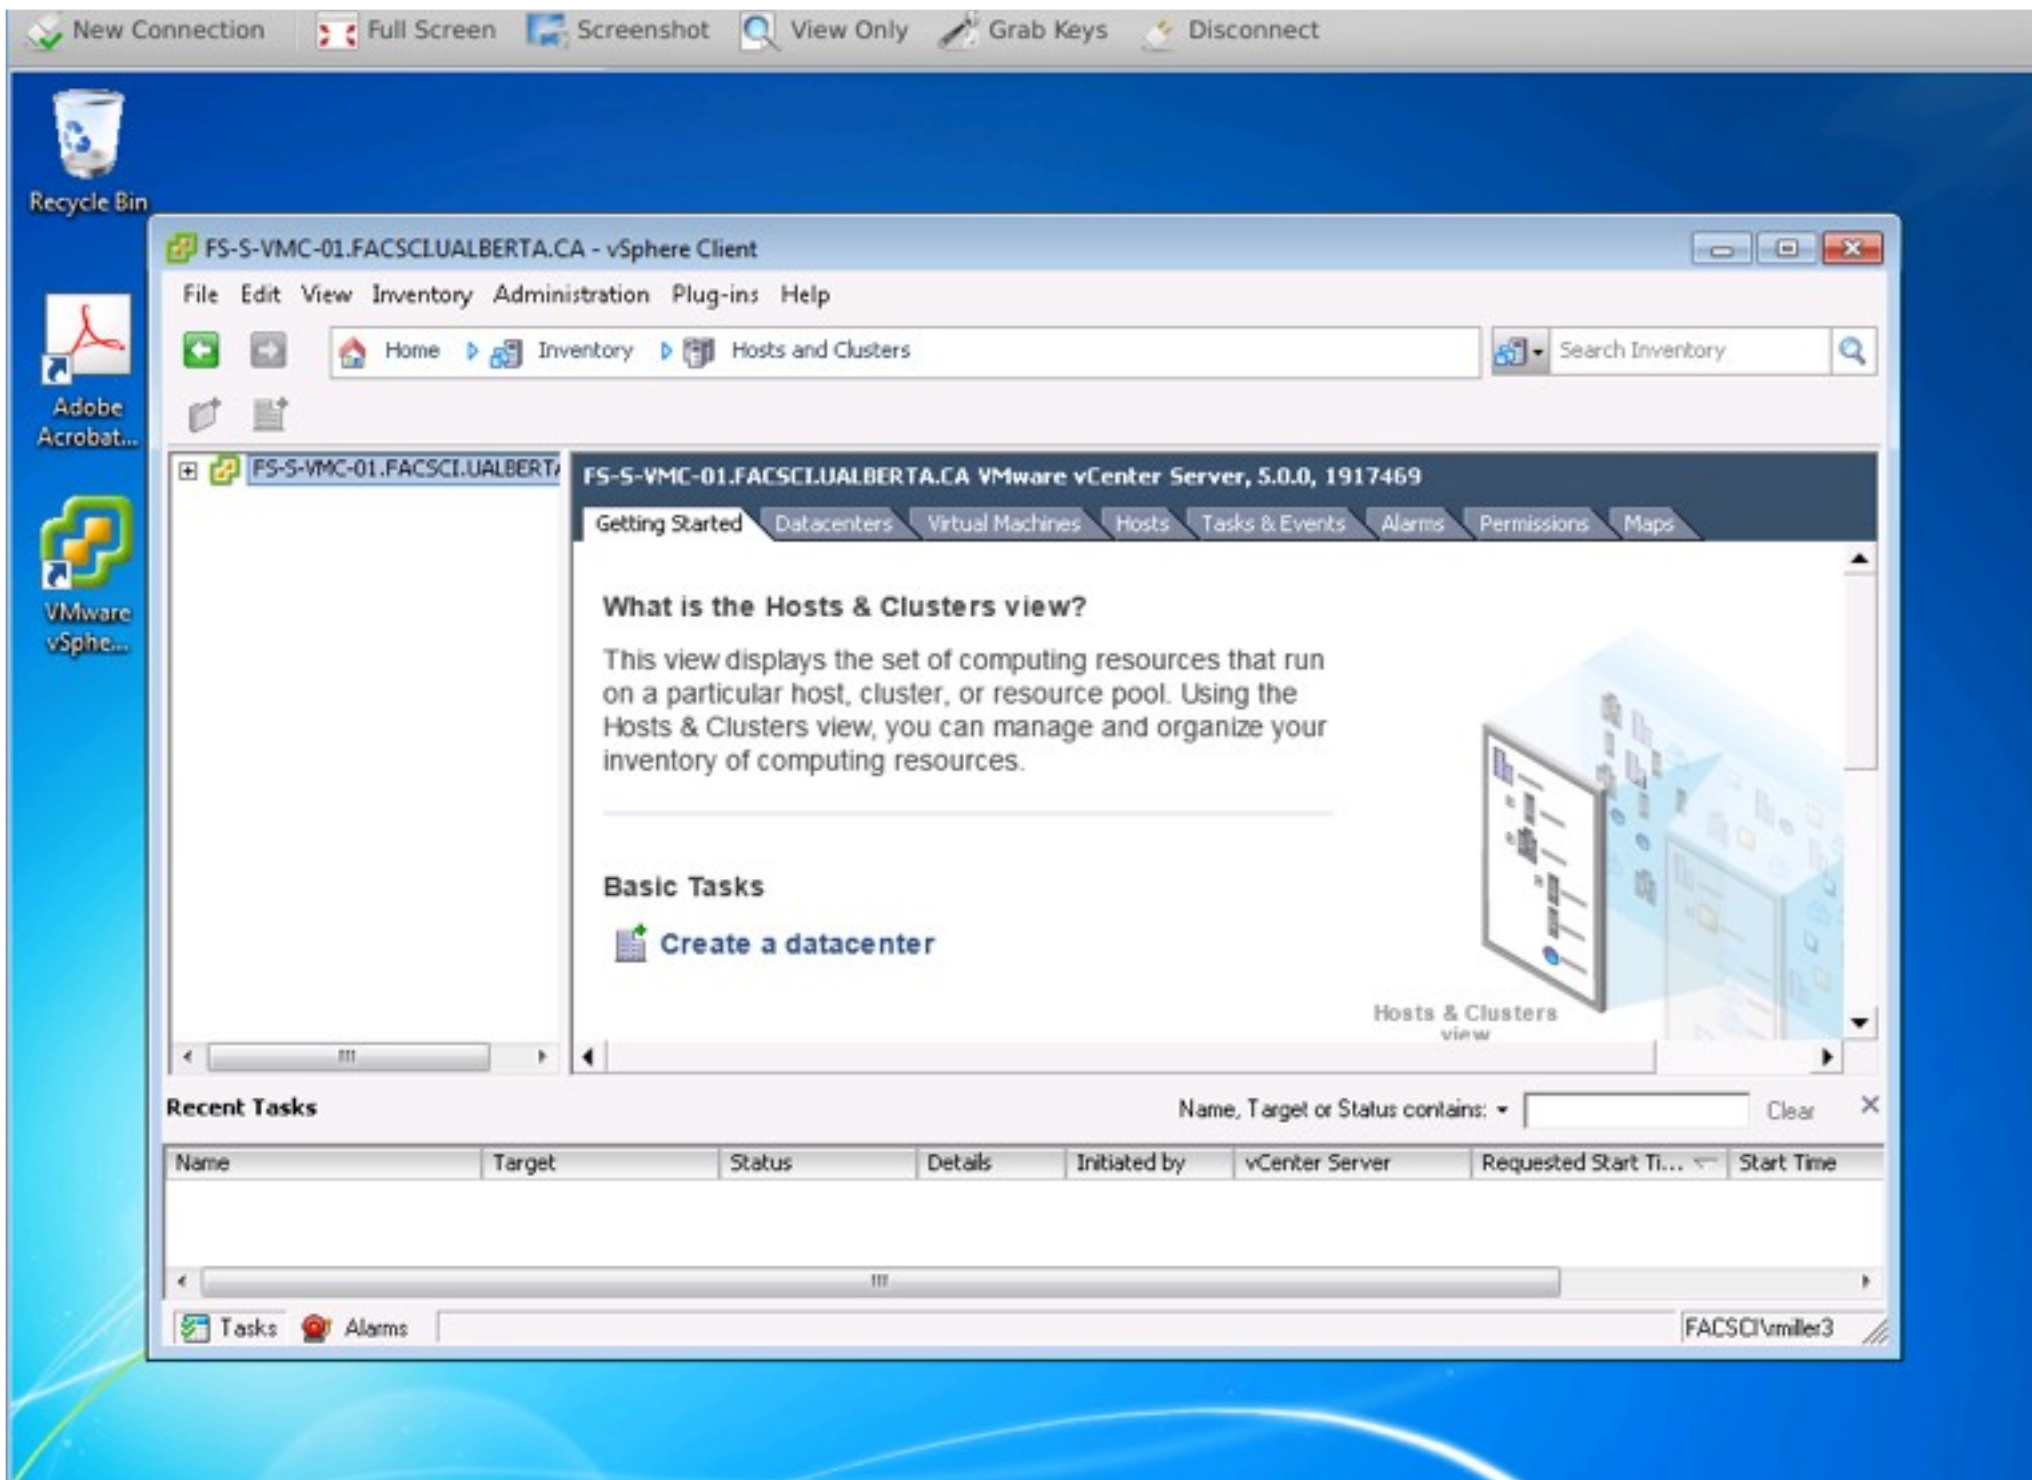 New Connection Full Screen Screenshot View Only Grab Keys Disconnect
Recycle Bin
Adobe
Acrobat...
VMware
vSphe...
FS-S-VMC-01.FACSCI.UALBERTA.CA - vSphere Client
File Edit View Inventory Administration Plug-ins Help
Home Inventory Hosts and Clusters
Search Inventory
FS-S-VMC-01.FACSCI.UALBERTA
FS-S-VMC-01.FACSCI.UALBERTA.CA VMware vCenter Server, 5.0.0, 1917469
Getting Started Datacenters Virtual Machines Hosts Tasks & Events Alarms Permissions Maps
What is the Hosts & Clusters view?
This view displays the set of computing resources that run
on a particular host, cluster, or resource pool. Using the
Hosts & Clusters view, you can manage and organize your
inventory of computing resources.
Basic Tasks
Create a datacenter
Hosts & Clusters
view
Recent Tasks
Name, Target or Status contains:
Clear
Name Target Status Details Initiated by vCenter Server Requested Start Ti... Start Time
Tasks Alarms
FACSCI\rmiller3